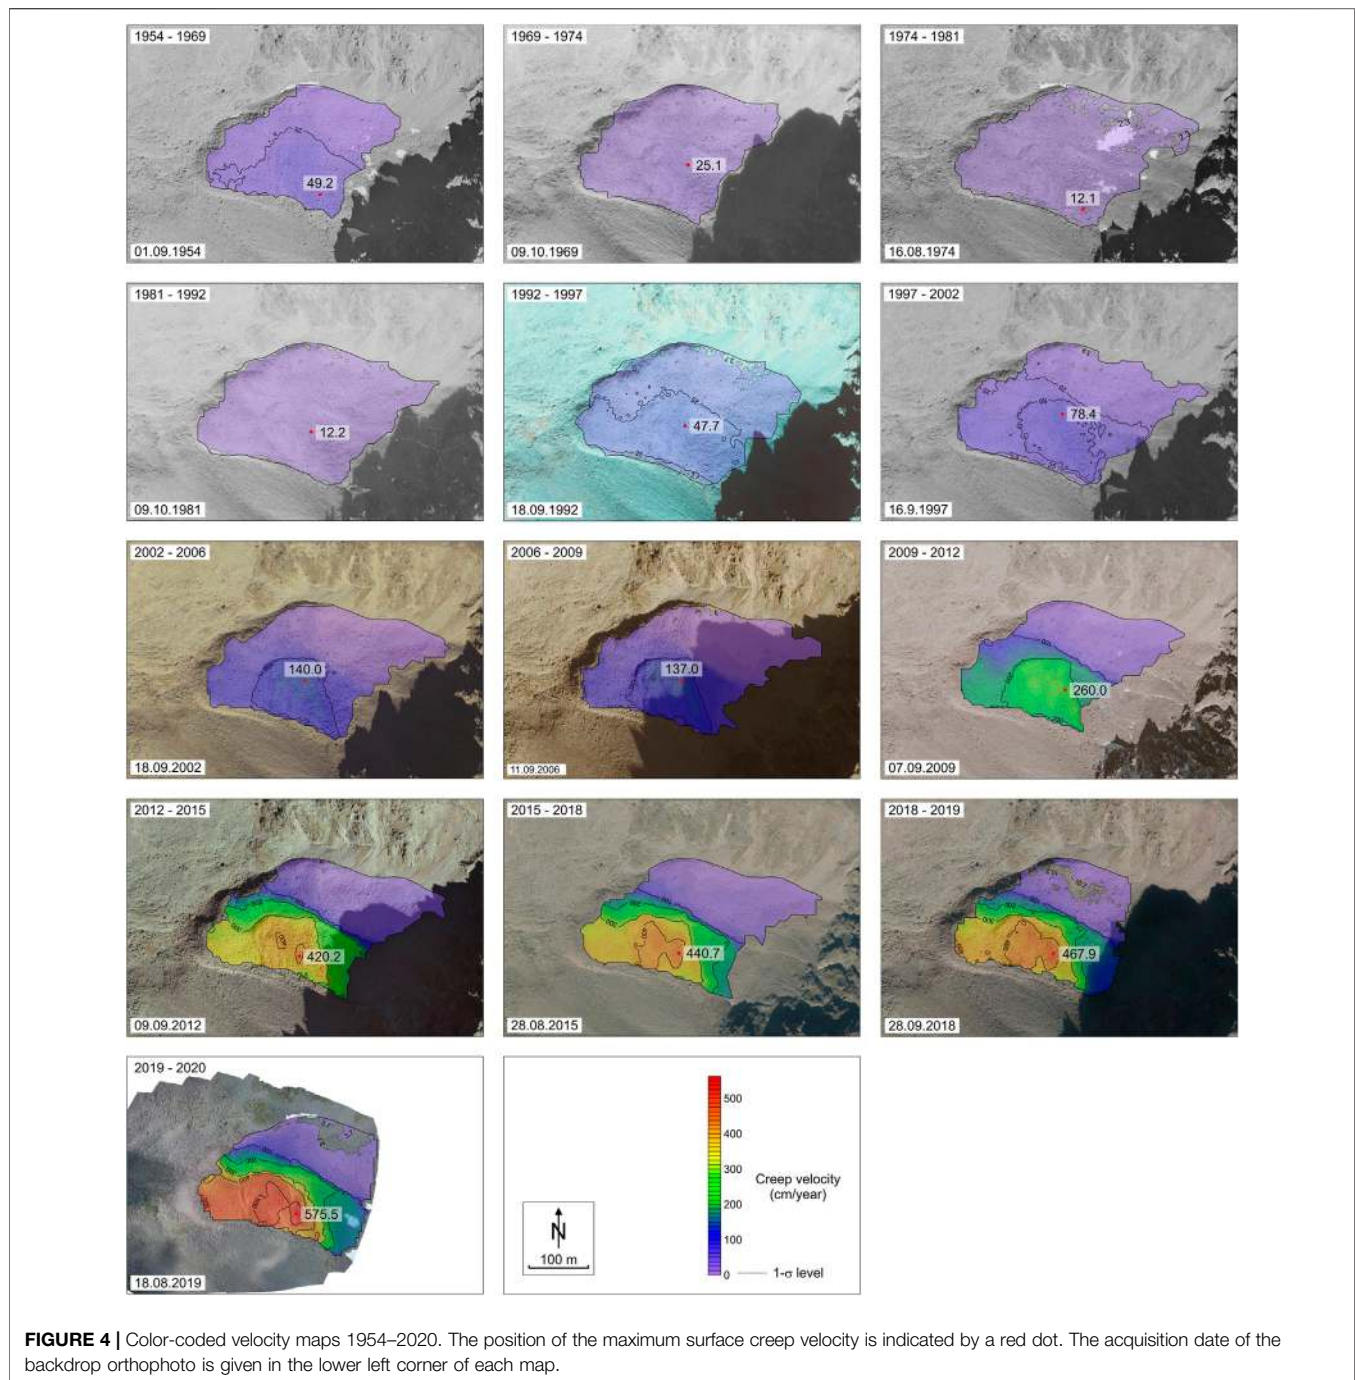 1954 - 1969
49.2
01.09.1954
1969 - 1974
25.1
09.10.1969
1974 - 1981
12.1
16.08.1974
1981 - 1992
12.2
09.10.1981
1992 - 1997
47.7
18.09.1992
1997 - 2002
78.4
16.9.1997
2002 - 2006
140.0
18.09.2002
2006 - 2009
137.0
11.09.2006
2009 - 2012
260.0
07.09.2009
2012 - 2015
420.2
09.09.2012
2015 - 2018
440.7
28.08.2015
2018 - 2019
467.9
28.09.2018
2019 - 2020
575.5
18.08.2019
N
100 m
500
400
300
200
100
0
Creep velocity
(cm/year)
1-σ level
FIGURE 4 | Color-coded velocity maps 1954–2020. The position of the maximum surface creep velocity is indicated by a red dot. The acquisition date of the
backdrop orthophoto is given in the lower left corner of each map.